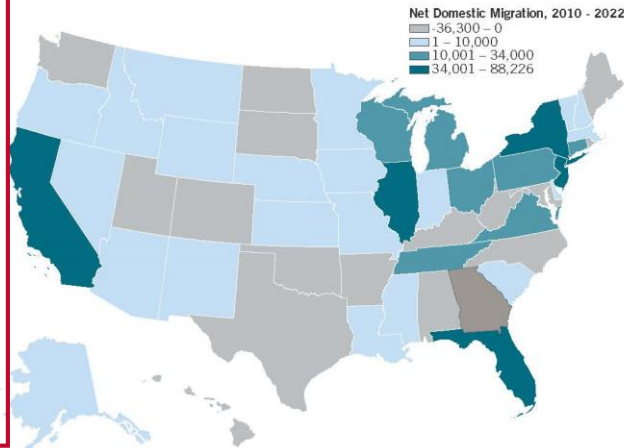 Net Domestic Migration, 2010 - 2022
-36,300 – 0
1 – 10,000
10,001 – 34,000
34,001 – 88,226